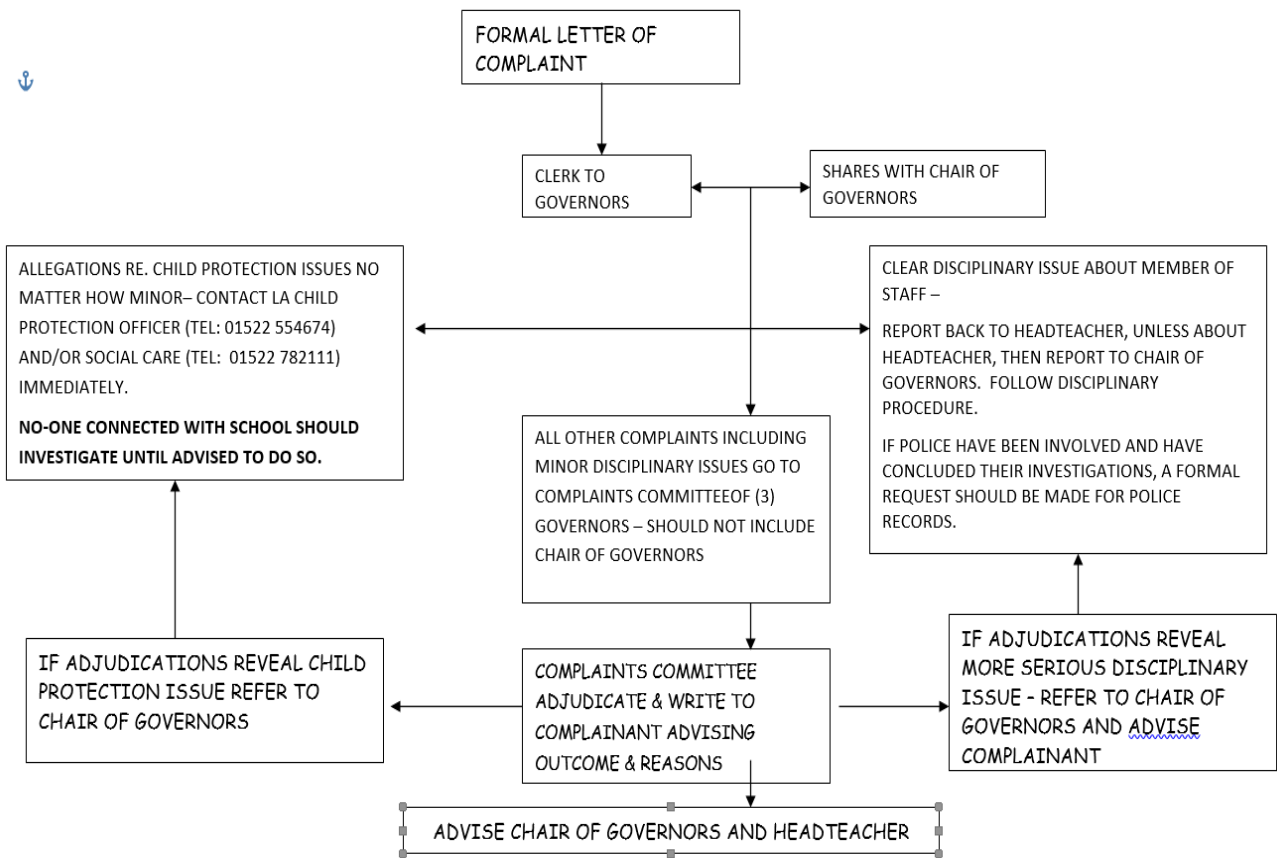 FORMAL LETTER OF
COMPLAINT
CLERK TO
GOVERNORS
SHARES WITH CHAIR OF
GOVERNORS
ALLEGATIONS RE. CHILD PROTECTION ISSUES NO
MATTER HOW MINOR– CONTACT LA CHILD
PROTECTION OFFICER (TEL: 01522 554674)
AND/OR SOCIAL CARE (TEL:  01522 782111)
IMMEDIATELY.
NO-ONE CONNECTED WITH SCHOOL SHOULD
INVESTIGATE UNTIL ADVISED TO DO SO.
CLEAR DISCIPLINARY ISSUE ABOUT MEMBER OF
STAFF –
REPORT BACK TO HEADTEACHER, UNLESS ABOUT
HEADTEACHER, THEN REPORT TO CHAIR OF
GOVERNORS.  FOLLOW DISCIPLINARY
PROCEDURE.
IF POLICE HAVE BEEN INVOLVED AND HAVE
CONCLUDED THEIR INVESTIGATIONS, A FORMAL
REQUEST SHOULD BE MADE FOR POLICE
RECORDS.
ALL OTHER COMPLAINTS INCLUDING
MINOR DISCIPLINARY ISSUES GO TO
COMPLAINTS COMMITTEEOF (3)
GOVERNORS – SHOULD NOT INCLUDE
CHAIR OF GOVERNORS
IF ADJUDICATIONS REVEAL CHILD
PROTECTION ISSUE REFER TO
CHAIR OF GOVERNORS
COMPLAINTS COMMITTEE
ADJUDICATE & WRITE TO
COMPLAINANT ADVISING
OUTCOME & REASONS
IF ADJUDICATIONS REVEAL
MORE SERIOUS DISCIPLINARY
ISSUE - REFER TO CHAIR OF
GOVERNORS AND ADVISE
COMPLAINANT
ADVISE CHAIR OF GOVERNORS AND HEADTEACHER